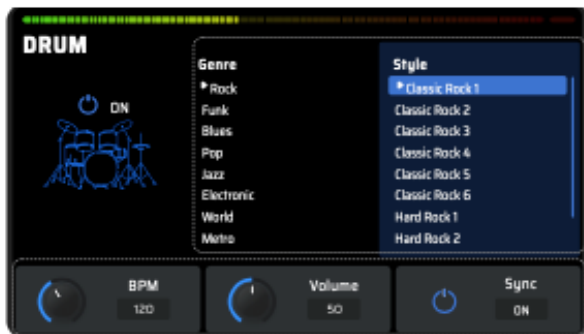 DRUM
ON
Genre
Rock
Funk
Blues
Pop
Jazz
Electronic
World
Metro
Style
Classic Rock 1
Classic Rock 2
Classic Rock 3
Classic Rock 4
Classic Rock 5
Classic Rock 6
Hard Rock 1
Hard Rock 2
BPM
120
Volume
50
Sync
ON